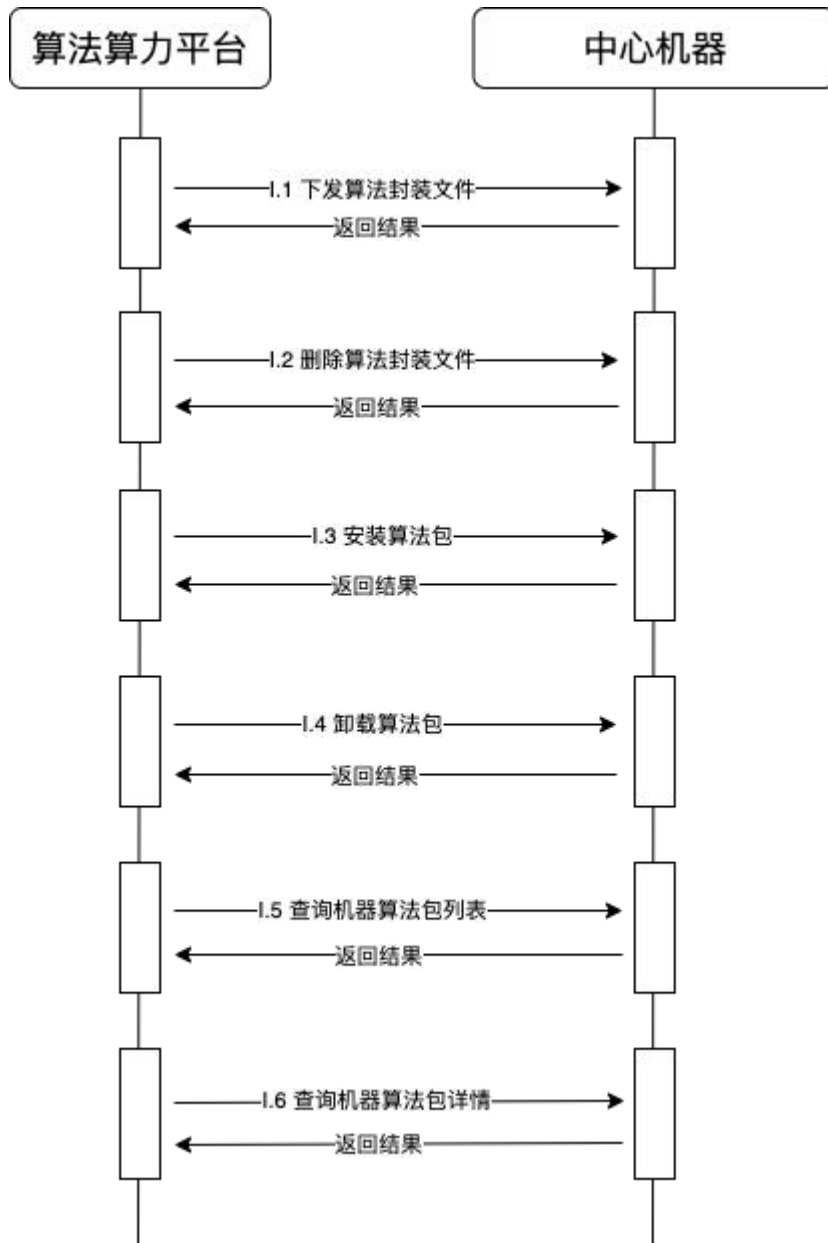 算法算力平台
中心机器
I.1 下发算法封装文件
返回结果
I.2 删除算法封装文件
返回结果
I.3 安装算法包
返回结果
I.4 卸载算法包
返回结果
I.5 查询机器算法包列表
返回结果
I.6 查询机器算法包详情
返回结果